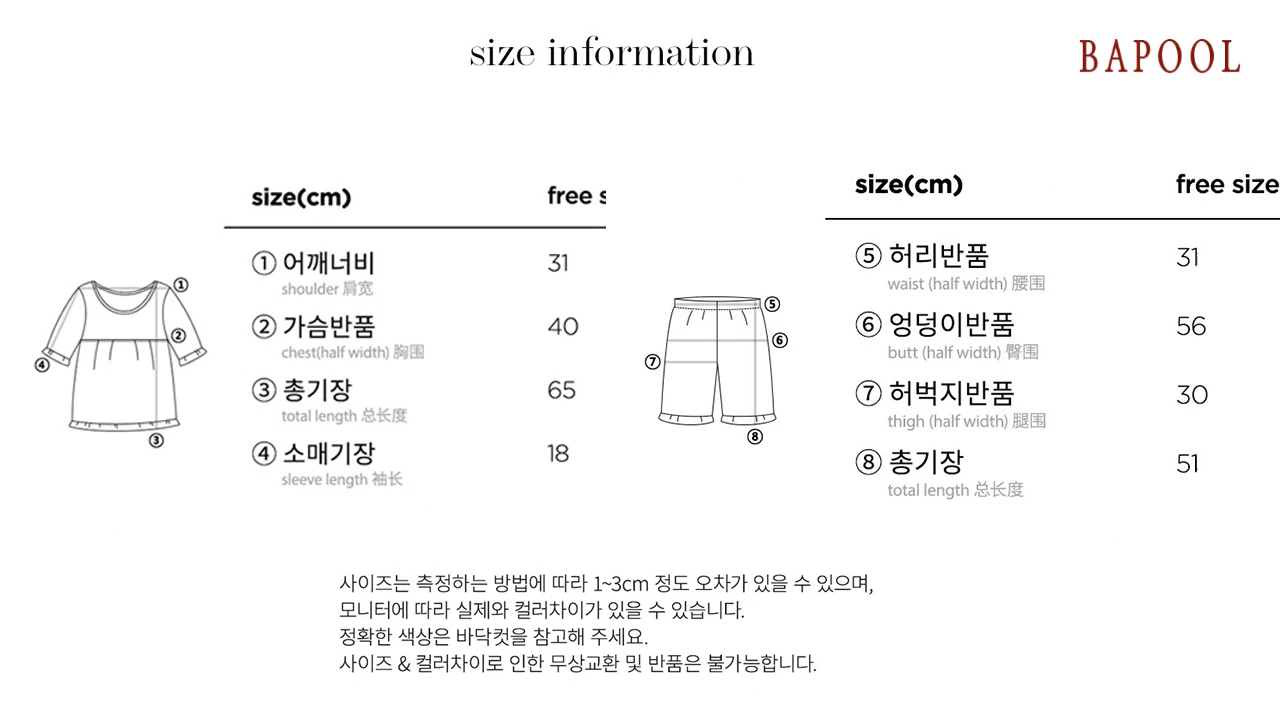 size information
BAPOOL
size(cm) free s
① 어깨너비 31
shoulder 肩宽
② 가슴반품 40
chest(half width) 胸围
③ 총기장 65
total length 总长度
④ 소매기장 18
sleeve length 袖长
①
②
④
③
size(cm) free size
⑤ 허리반품 31
waist (half width) 腰围
⑥ 엉덩이반품 56
butt (half width) 臀围
⑦ 허벅지반품 30
thigh (half width) 腿围
⑧ 총기장 51
total length 总长度
⑤
⑥
⑦
⑧
사이즈는 측정하는 방법에 따라 1~3cm 정도 오차가 있을 수 있으며,
모니터에 따라 실제와 컬러차이가 있을 수 있습니다.
정확한 색상은 바닥컷을 참고해 주세요.
사이즈 & 컬러차이로 인한 무상교환 및 반품은 불가능합니다.